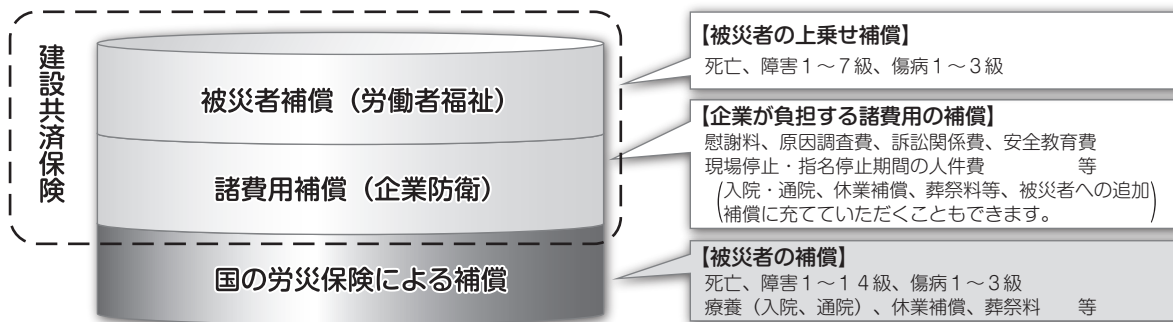 建設共済保険
被災者補償（労働者福祉）
諸費用補償（企業防衛）
国の労災保険による補償
【被災者の上乗せ補償】
死亡、障害１～７級、傷病１～３級
【企業が負担する諸費用の補償】
慰謝料、原因調査費、訴訟関係費、安全教育費
現場停止・指名停止期間の人件費　　　　等
（入院・通院、休業補償、葬祭料等、被災者への追加
補償に充てていただくこともできます。）
【被災者の補償】
死亡、障害１～１４級、傷病１～３級
療養（入院、通院）、休業補償、葬祭料　　等